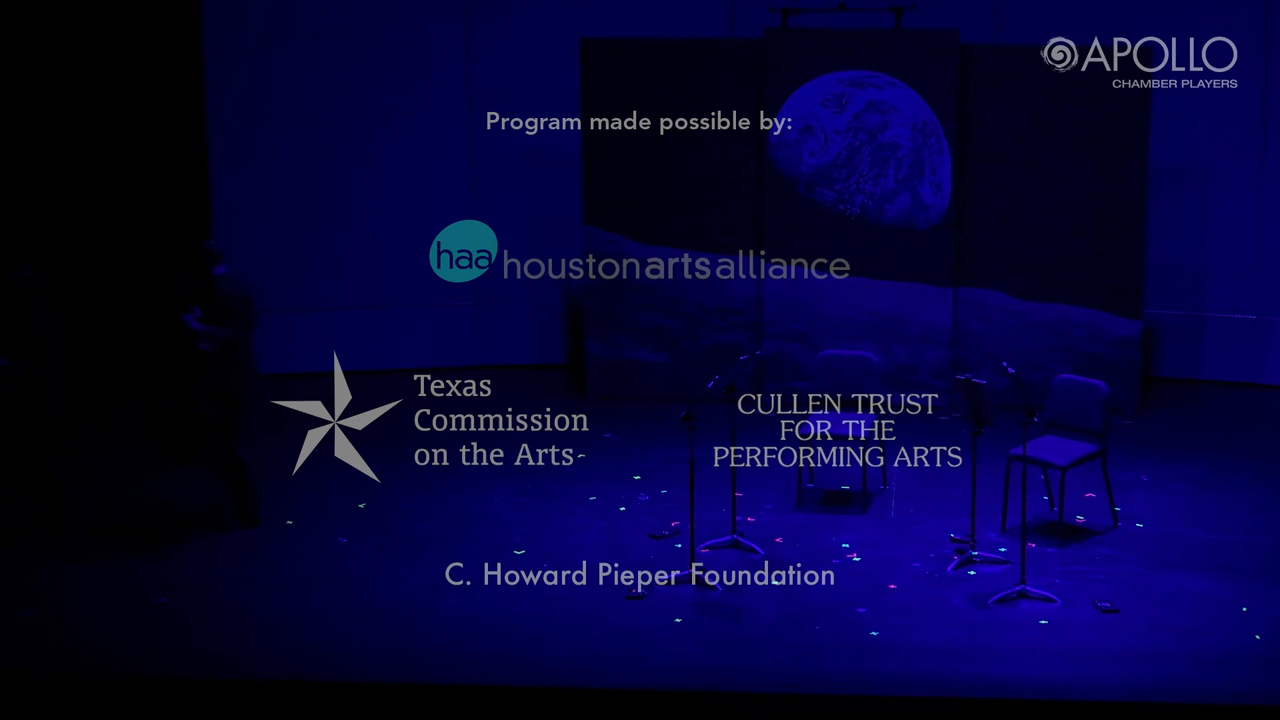 APOLLO
CHAMBER PLAYERS
Program made possible by:
haa houstonartsalliance
Texas
Commission
on the Arts
CULLEN TRUST
FOR THE
PERFORMING ARTS
C. Howard Pieper Foundation